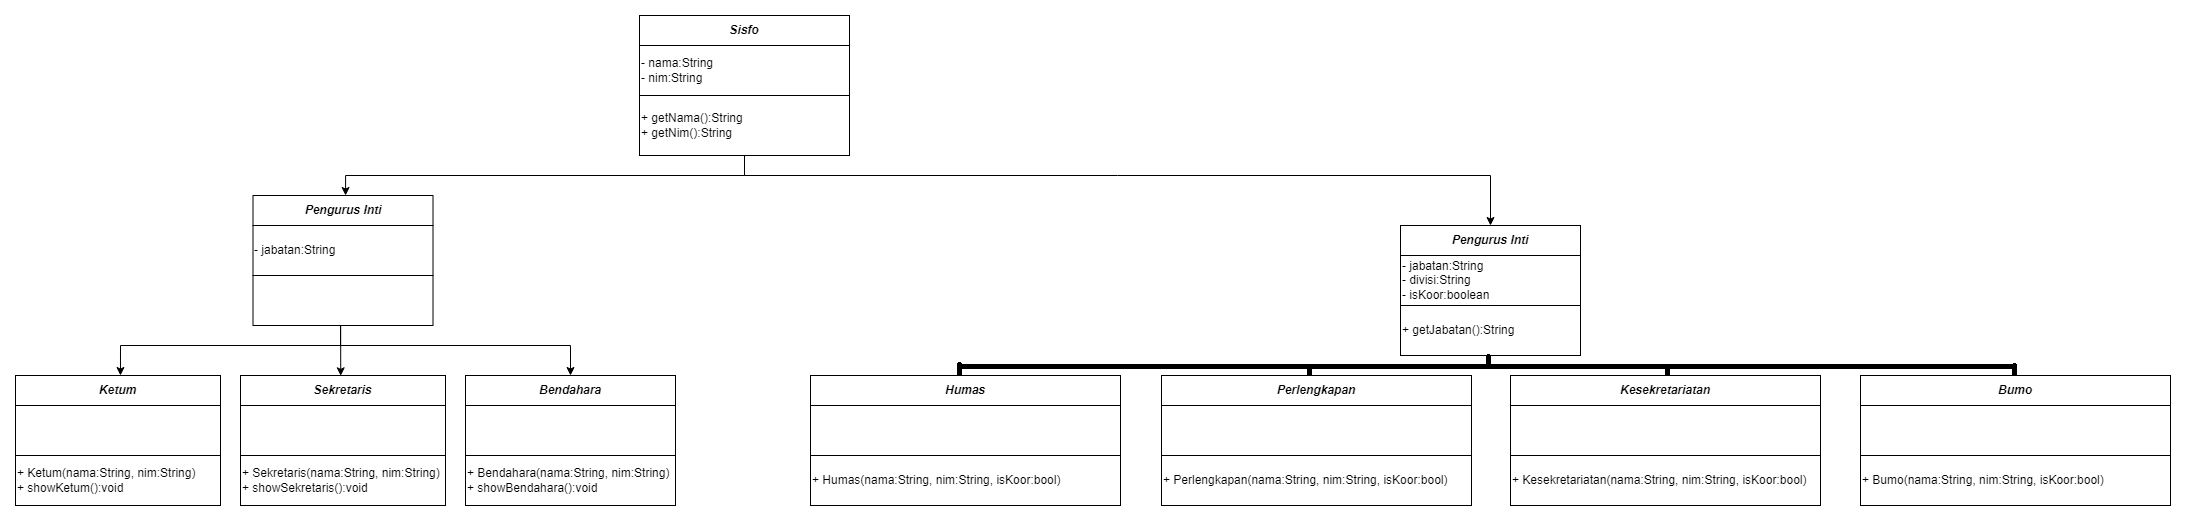 Sisfo
- nama:String
- nim:String
+ getNama():String
+ getNim():String
Pengurus Inti
- jabatan:String
Pengurus Inti
- jabatan:String
- divisi:String
- isKoor:boolean
+ getJabatan():String
Ketum
+ Ketum(nama:String, nim:String)
+ showKetum():void
Sekretaris
+ Sekretaris(nama:String, nim:String)
+ showSekretaris():void
Bendahara
+ Bendahara(nama:String, nim:String)
+ showBendahara():void
Humas
+ Humas(nama:String, nim:String, isKoor:bool)
Perlengkapan
+ Perlengkapan(nama:String, nim:String, isKoor:bool)
Kesekretariatan
+ Kesekretariatan(nama:String, nim:String, isKoor:bool)
Bumo
+ Bumo(nama:String, nim:String, isKoor:bool)